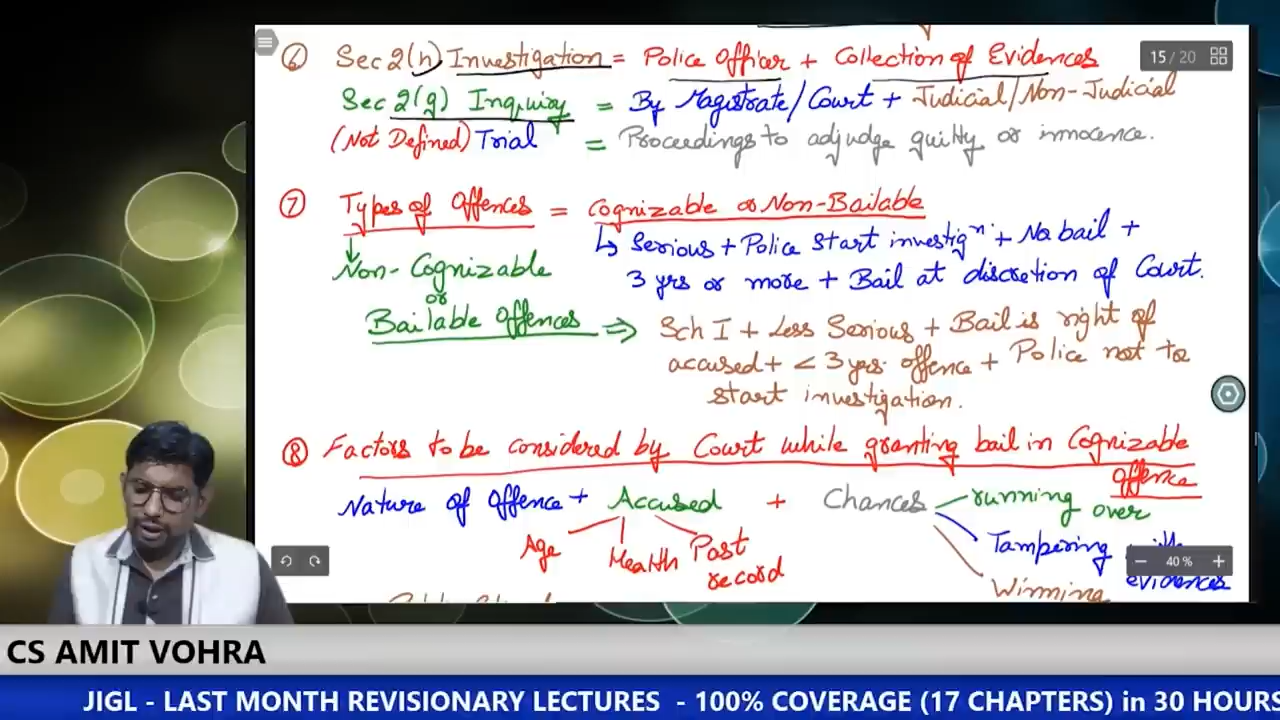 ⑥ Sec 2(h) Investigation = Police Officer + Collection of Evidences
15 / 20
Sec 2(g) Inquiry = By Magistrate/Court + Judicial/Non-Judicial
(Not Defined) Trial = Proceedings to adjudge guilty or innocence.
⑦ Types of Offences = Cognizable or Non-Bailable
↳ Serious + Police start investigⁿ + No bail +
3 yrs or more + Bail at discretion of Court.
↓
Non-Cognizable
or
Bailable Offences ⇒ Sch I + Less Serious + Bail is right of
accused + < 3 yrs. offence + Police not to
start investigation.
⑧ Factors to be considered by Court while granting bail in Cognizable
offence
Nature of offence + Accused + Chances running over
Age Health Past record
Tampering with evidences
Winning
− 40 % +
CS AMIT VOHRA
JIGL - LAST MONTH REVISIONARY LECTURES - 100% COVERAGE (17 CHAPTERS) in 30 HOURS